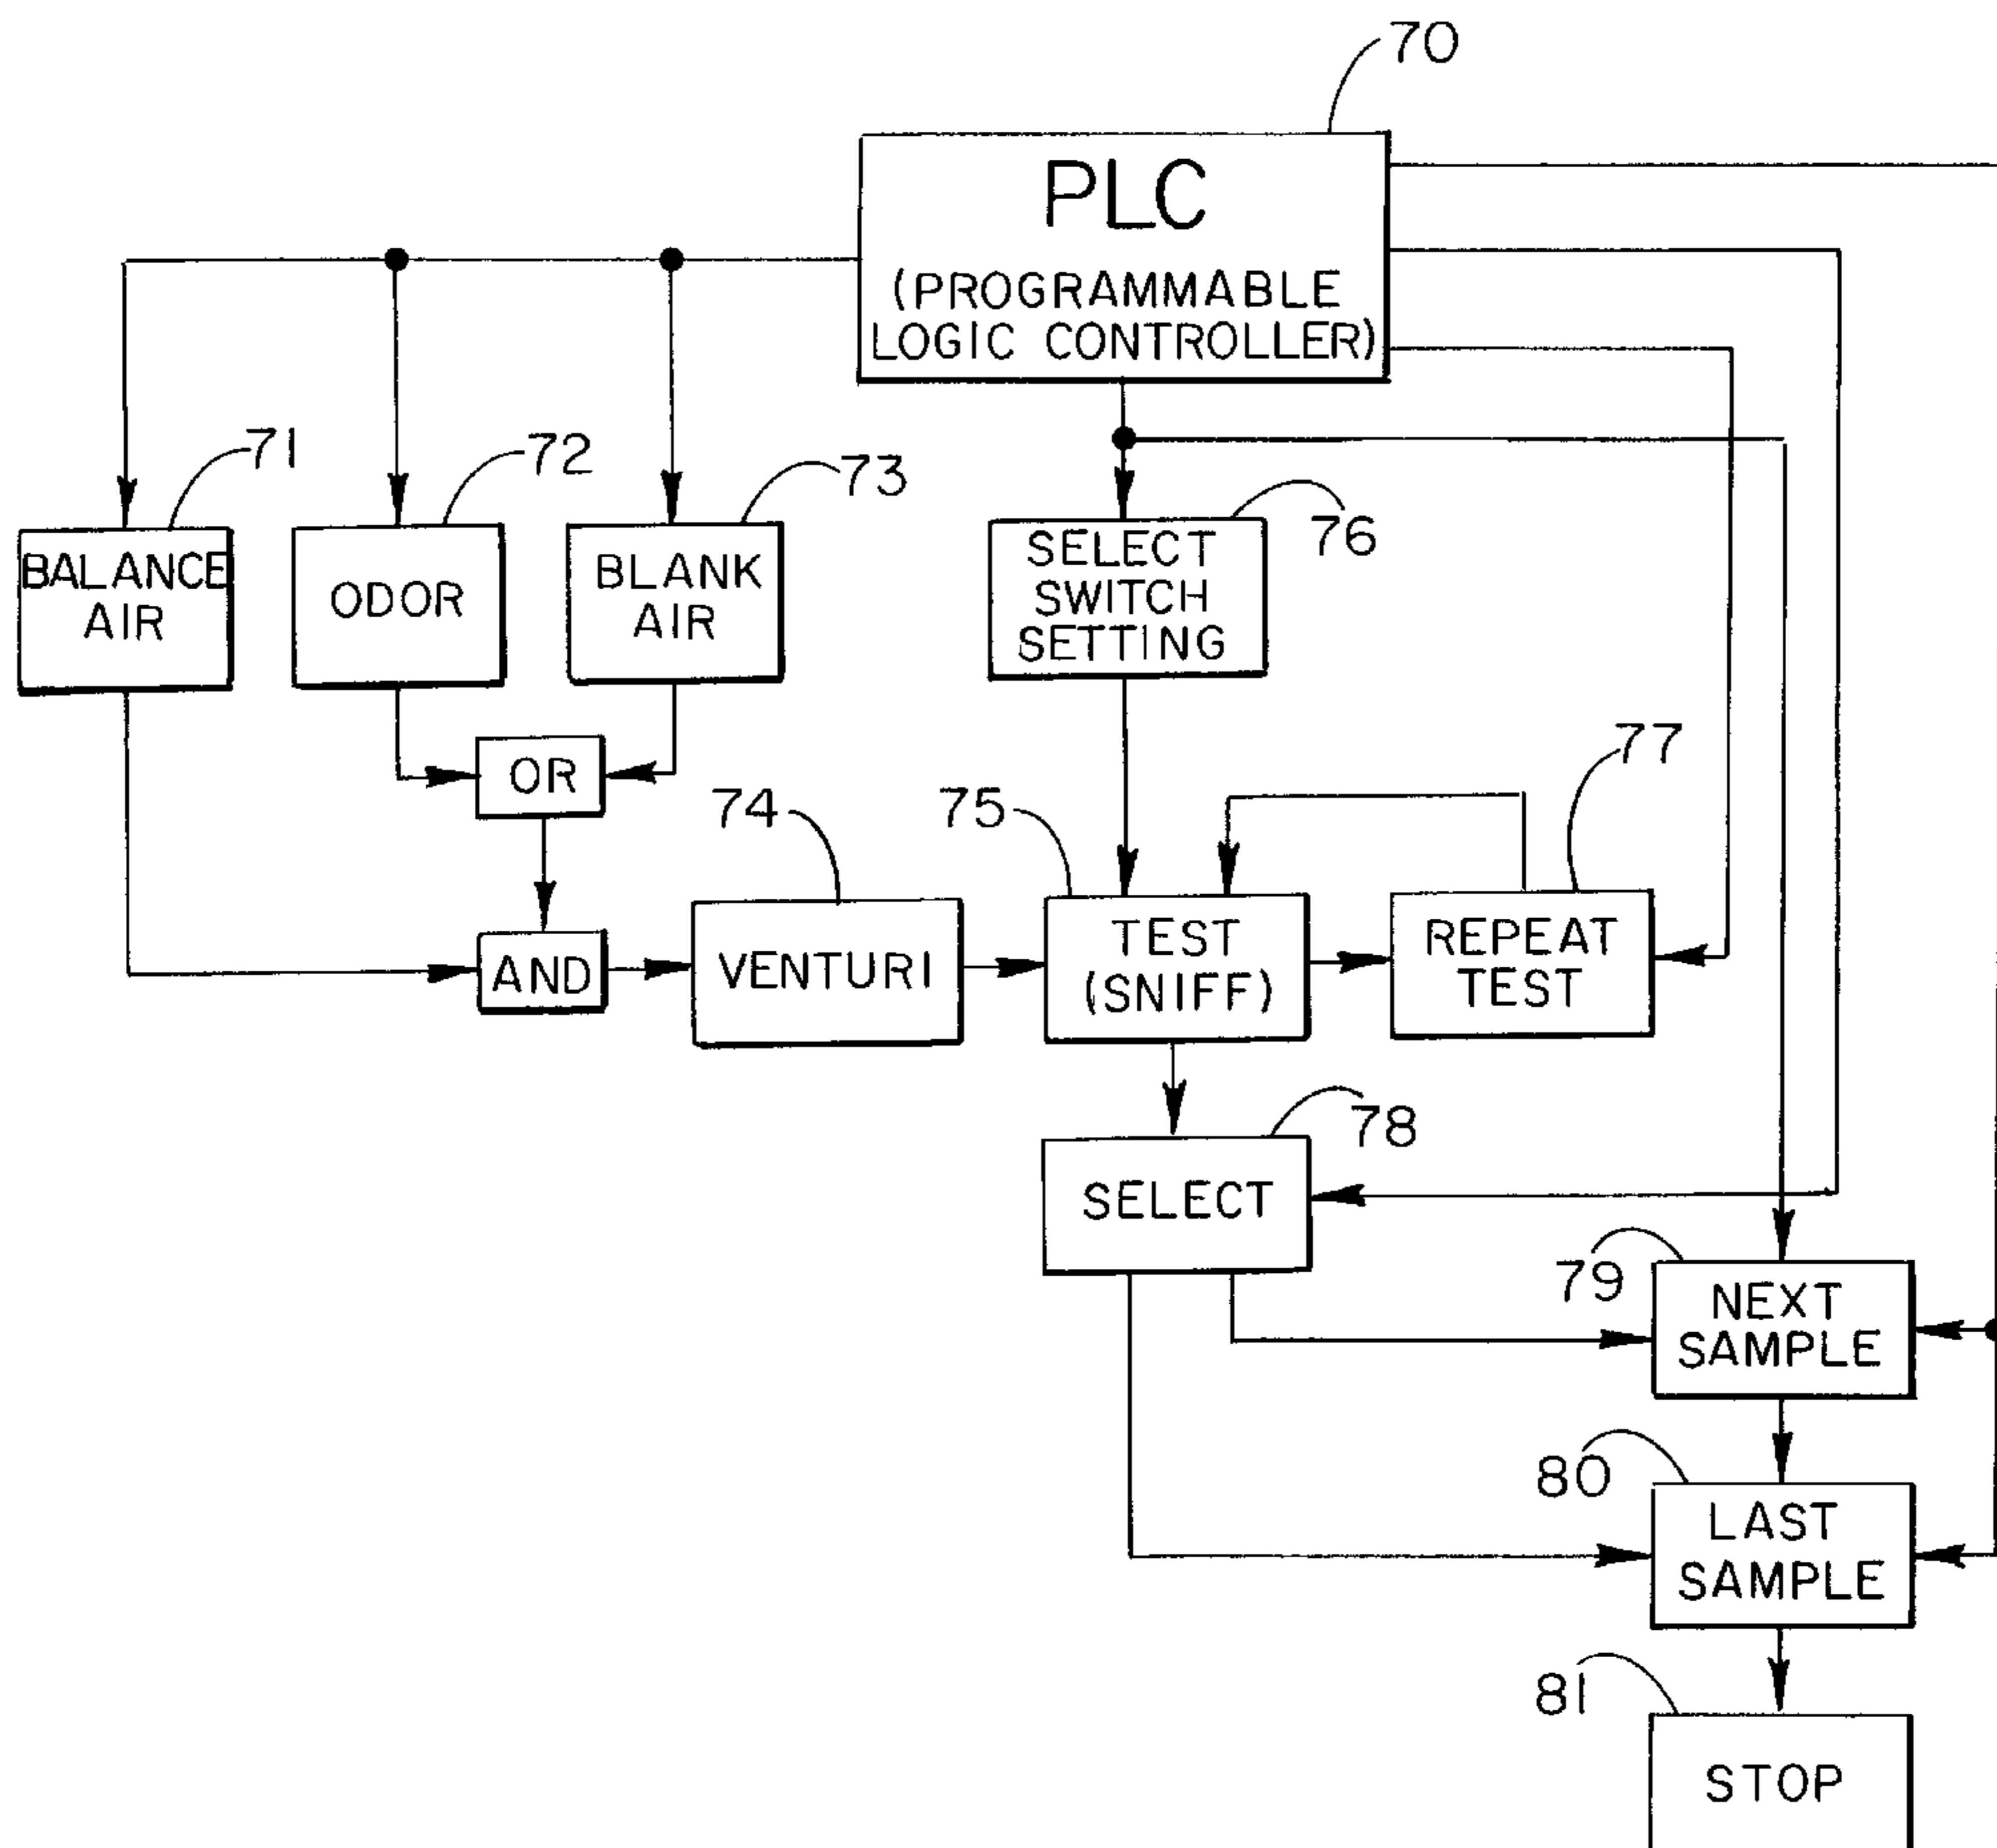 70
PLC
(PROGRAMMABLE
LOGIC CONTROLLER)
71
72
73
76
BALANCE
AIR
ODOR
BLANK
AIR
SELECT
SWITCH
SETTING
OR
77
74
75
AND
VENTURI
TEST
(SNIFF)
REPEAT
TEST
78
SELECT
79
NEXT
SAMPLE
80
LAST
SAMPLE
81
STOP